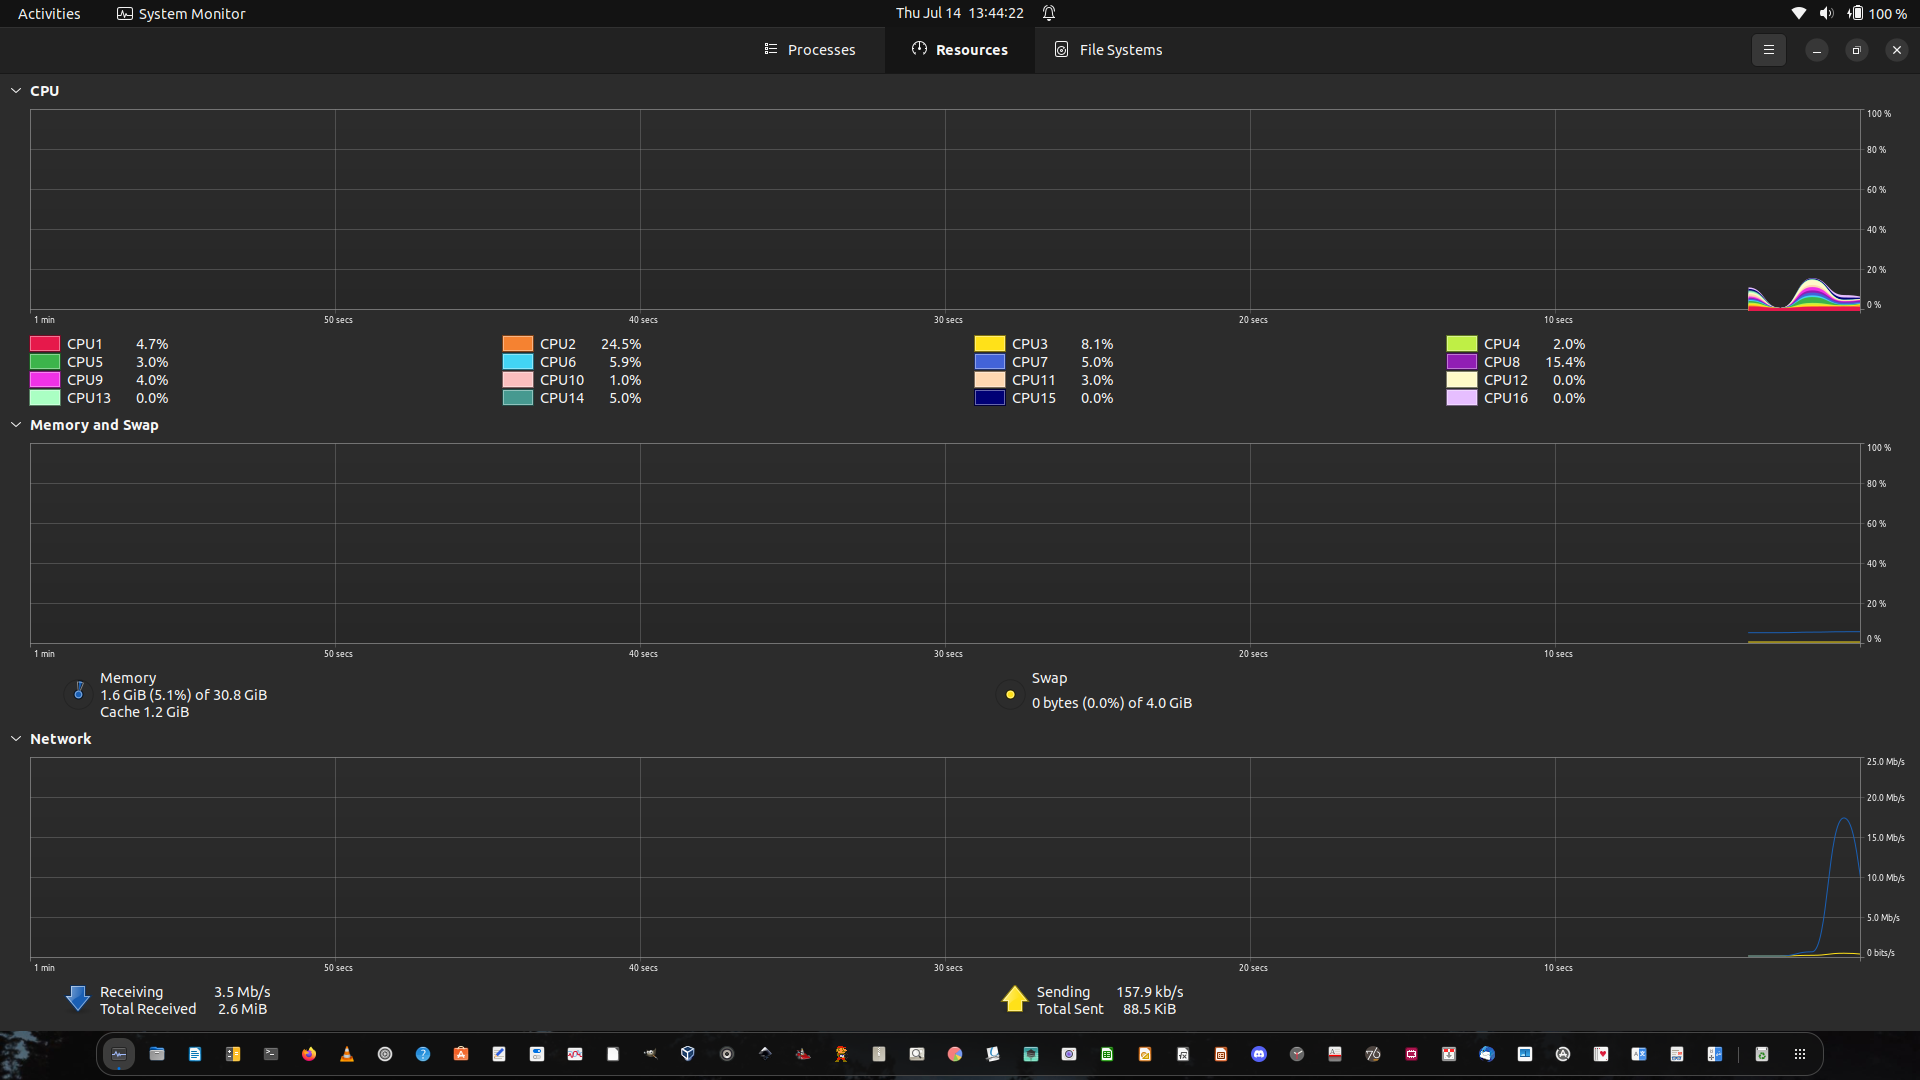 Activities System Monitor Thu Jul 14 13:44:22 100 %
Processes Resources File Systems
CPU
100 %
80 %
60 %
40 %
20 %
0 %
1 min 50 secs 40 secs 30 secs 20 secs 10 secs
CPU1 4.7% CPU2 24.5% CPU3 8.1% CPU4 2.0%
CPU5 3.0% CPU6 5.9% CPU7 5.0% CPU8 15.4%
CPU9 4.0% CPU10 1.0% CPU11 3.0% CPU12 0.0%
CPU13 0.0% CPU14 5.0% CPU15 0.0% CPU16 0.0%
Memory and Swap
100 %
80 %
60 %
40 %
20 %
0 %
1 min 50 secs 40 secs 30 secs 20 secs 10 secs
Memory Swap
1.6 GiB (5.1%) of 30.8 GiB 0 bytes (0.0%) of 4.0 GiB
Cache 1.2 GiB
Network
25.0 Mb/s
20.0 Mb/s
15.0 Mb/s
10.0 Mb/s
5.0 Mb/s
0 bits/s
1 min 50 secs 40 secs 30 secs 20 secs 10 secs
Receiving 3.5 Mb/s Sending 157.9 kb/s
Total Received 2.6 MiB Total Sent 88.5 KiB